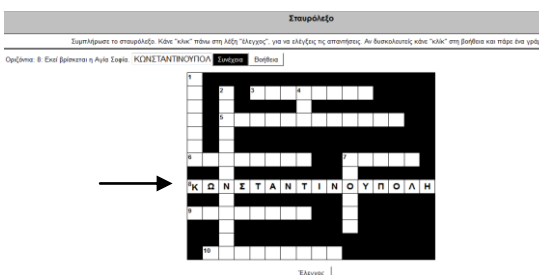 Σταυρόλεξο
Συμπλήρωσε το σταυρόλεξο. Κάνε "κλικ" πάνω στη λέξη "έλεγχος", για να ελέγξεις τις απαντήσεις. Αν δυσκολευτείς κάνε "κλικ" στη βοήθεια και πάρε ένα γράμ
Οριζόντια: 8 Εκεί βρίσκεται η Αγία Σοφία. ΚΩΝΣΤΑΝΤΙΝΟΥΠΟΛ Συνέχεια Βοήθεια
1
2 3 4
5
6 7
8 Κ Ω Ν Σ Τ Α Ν Τ Ι Ν Ο Υ Π Ο Λ Η
9
10
Έλεγχος